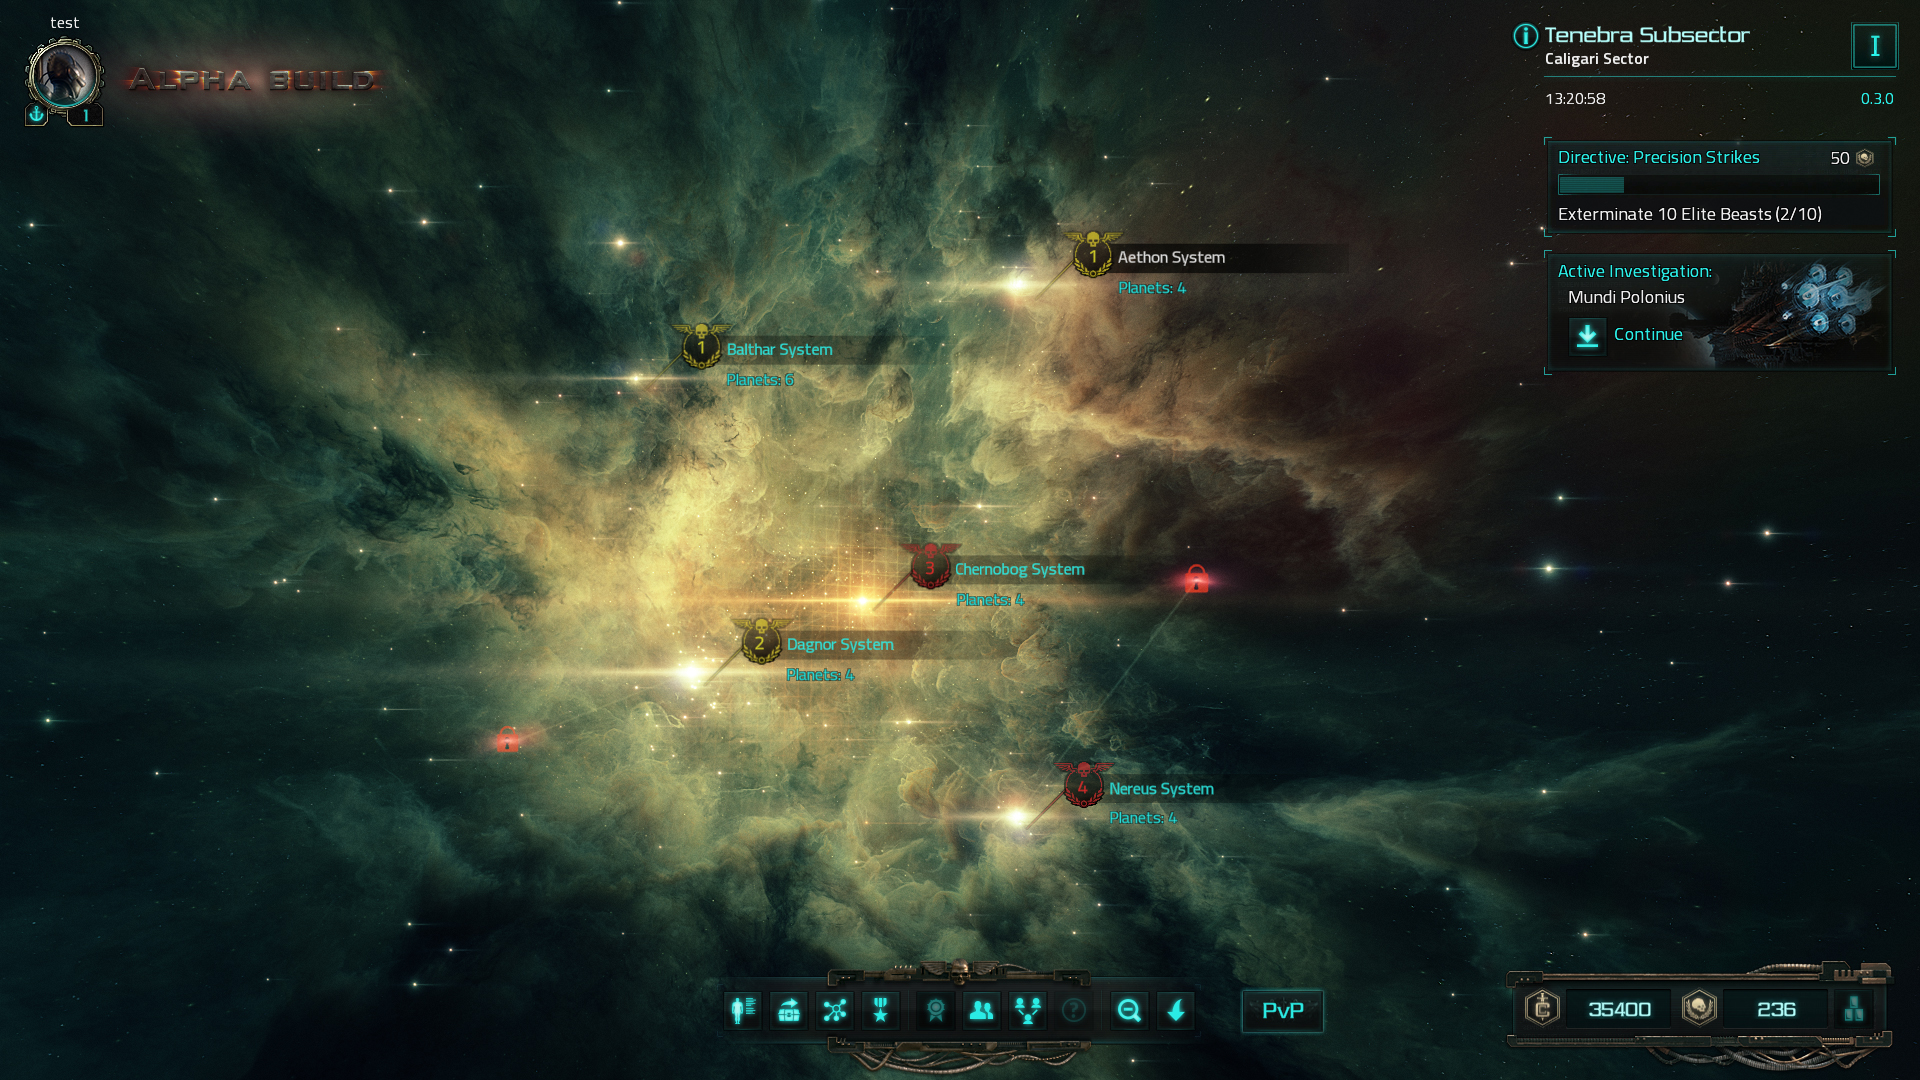 test
ALPHA BUILD
1
Tenebra Subsector
Caligari Sector
I
13:20:58
0.3.0
Directive: Precision Strikes
50
Exterminate 10 Elite Beasts (2/10)
Active Investigation:
Mundi Polonius
Continue
1
Aethon System
Planets: 4
1
Balthar System
Planets: 6
3
Chernobog System
Planets: 4
2
Dagnor System
Planets: 4
4
Nereus System
Planets: 4
?
PvP
35400
236